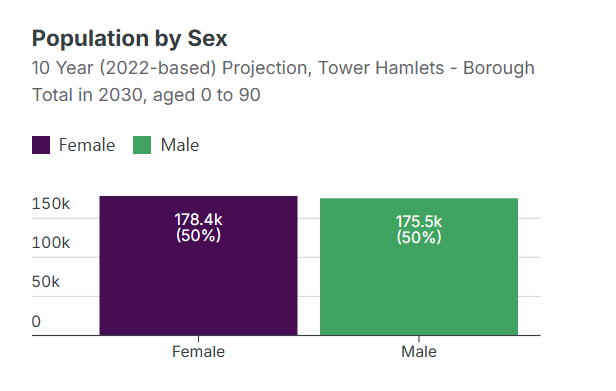 Population by Sex
10 Year (2022-based) Projection, Tower Hamlets - Borough
Total in 2030, aged 0 to 90
Female Male
150k
100k
50k
0
178.4k
(50%)
175.5k
(50%)
Female Male